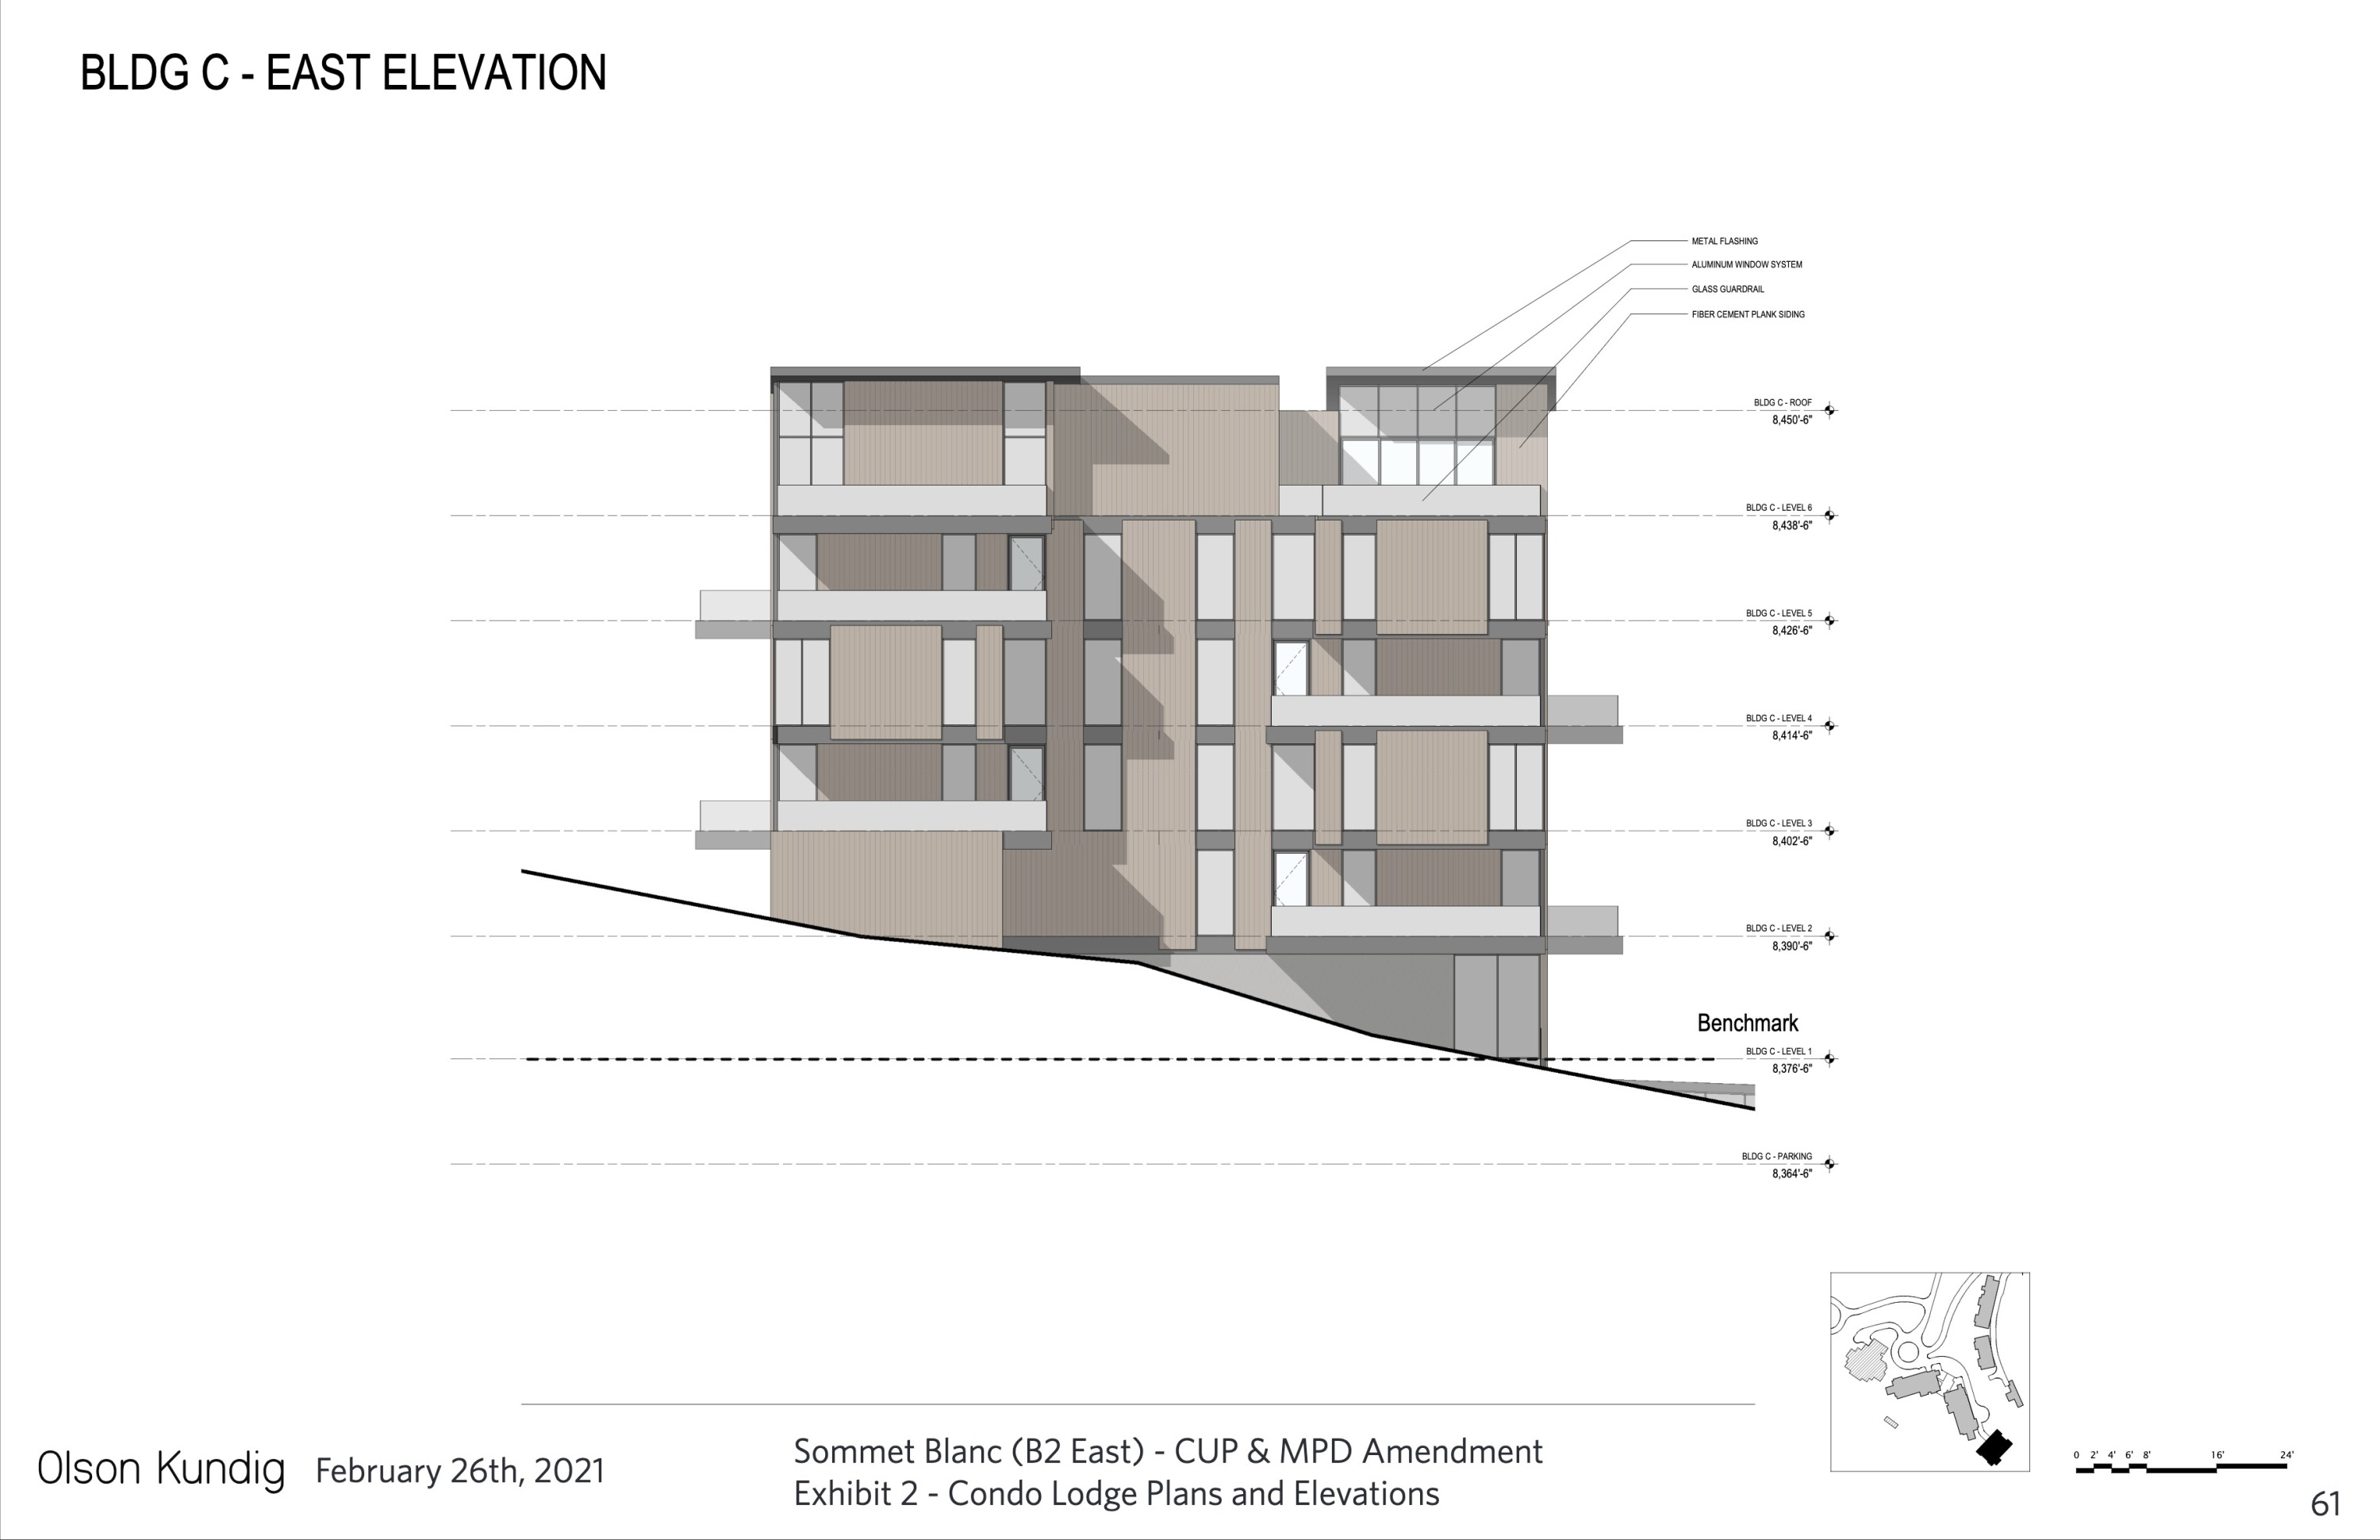 BLDG C - EAST ELEVATION
METAL FLASHING
ALUMINUM WINDOW SYSTEM
GLASS GUARDRAIL
FIBER CEMENT PLANK SIDING
BLDG C - ROOF
8,450'-6"
BLDG C - LEVEL 6
8,438'-6"
BLDG C - LEVEL 5
8,426'-6"
BLDG C - LEVEL 4
8,414'-6"
BLDG C - LEVEL 3
8,402'-6"
BLDG C - LEVEL 2
8,390'-6"
Benchmark
BLDG C - LEVEL 1
8,376'-6"
BLDG C - PARKING
8,364'-6"
0 2' 4' 6' 8' 16' 24'
Olson Kundig February 26th, 2021
Sommet Blanc (B2 East) - CUP & MPD Amendment
Exhibit 2 - Condo Lodge Plans and Elevations
61